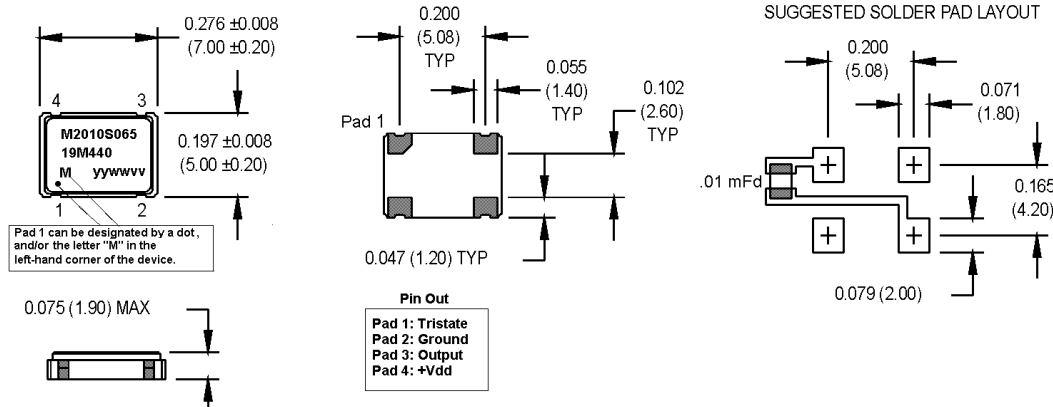 0.276 ±0.008
(7.00 ±0.20)
4
3
M2010S065
19M440
M yywwvv
1
2
0.197 ±0.008
(5.00 ±0.20)
Pad 1 can be designated by a dot,
and/or the letter "M" in the
left-hand corner of the device.
0.075 (1.90) MAX
0.200
(5.08)
TYP
0.055
(1.40)
TYP
0.102
(2.60)
TYP
Pad 1
0.047 (1.20) TYP
Pin Out
Pad 1: Tristate
Pad 2: Ground
Pad 3: Output
Pad 4: +Vdd
SUGGESTED SOLDER PAD LAYOUT
0.200
(5.08)
0.071
(1.80)
.01 mFd
0.165
(4.20)
0.079 (2.00)